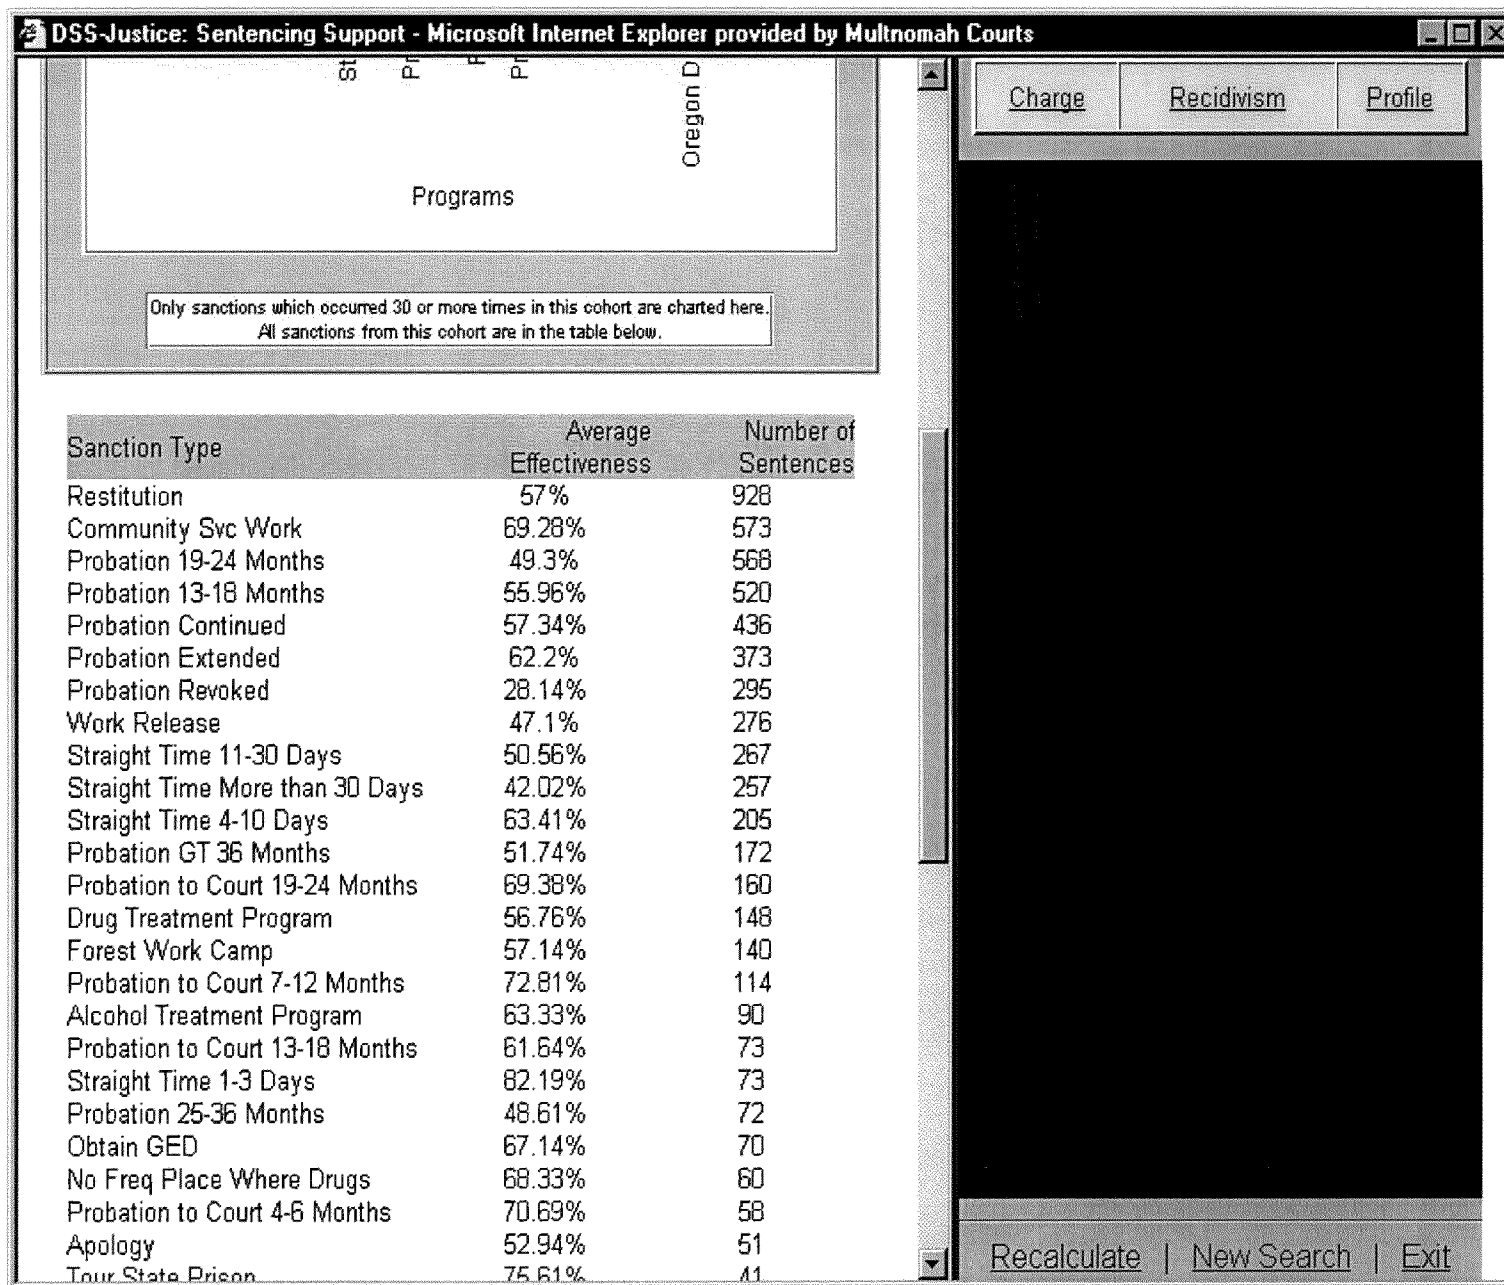 DSS-Justice: Sentencing Support - Microsoft Internet Explorer provided by Multnomah Courts
Oregon D
Programs
Only sanctions which occurred 30 or more times in this cohort are charted here.
All sanctions from this cohort are in the table below.
Sanction Type Average Effectiveness Number of Sentences
Restitution 57% 928
Community Svc Work 69.28% 573
Probation 19-24 Months 49.3% 568
Probation 13-18 Months 55.96% 520
Probation Continued 57.34% 436
Probation Extended 62.2% 373
Probation Revoked 28.14% 295
Work Release 47.1% 276
Straight Time 11-30 Days 50.56% 267
Straight Time More than 30 Days 42.02% 257
Straight Time 4-10 Days 63.41% 205
Probation GT 36 Months 51.74% 172
Probation to Court 19-24 Months 69.38% 160
Drug Treatment Program 56.76% 148
Forest Work Camp 57.14% 140
Probation to Court 7-12 Months 72.81% 114
Alcohol Treatment Program 63.33% 90
Probation to Court 13-18 Months 61.64% 73
Straight Time 1-3 Days 82.19% 73
Probation 25-36 Months 48.61% 72
Obtain GED 67.14% 70
No Freq Place Where Drugs 68.33% 60
Probation to Court 4-6 Months 70.69% 58
Apology 52.94% 51
Tour State Prison 75.61% 41
Charge Recidivism Profile
Recalculate | New Search | Exit